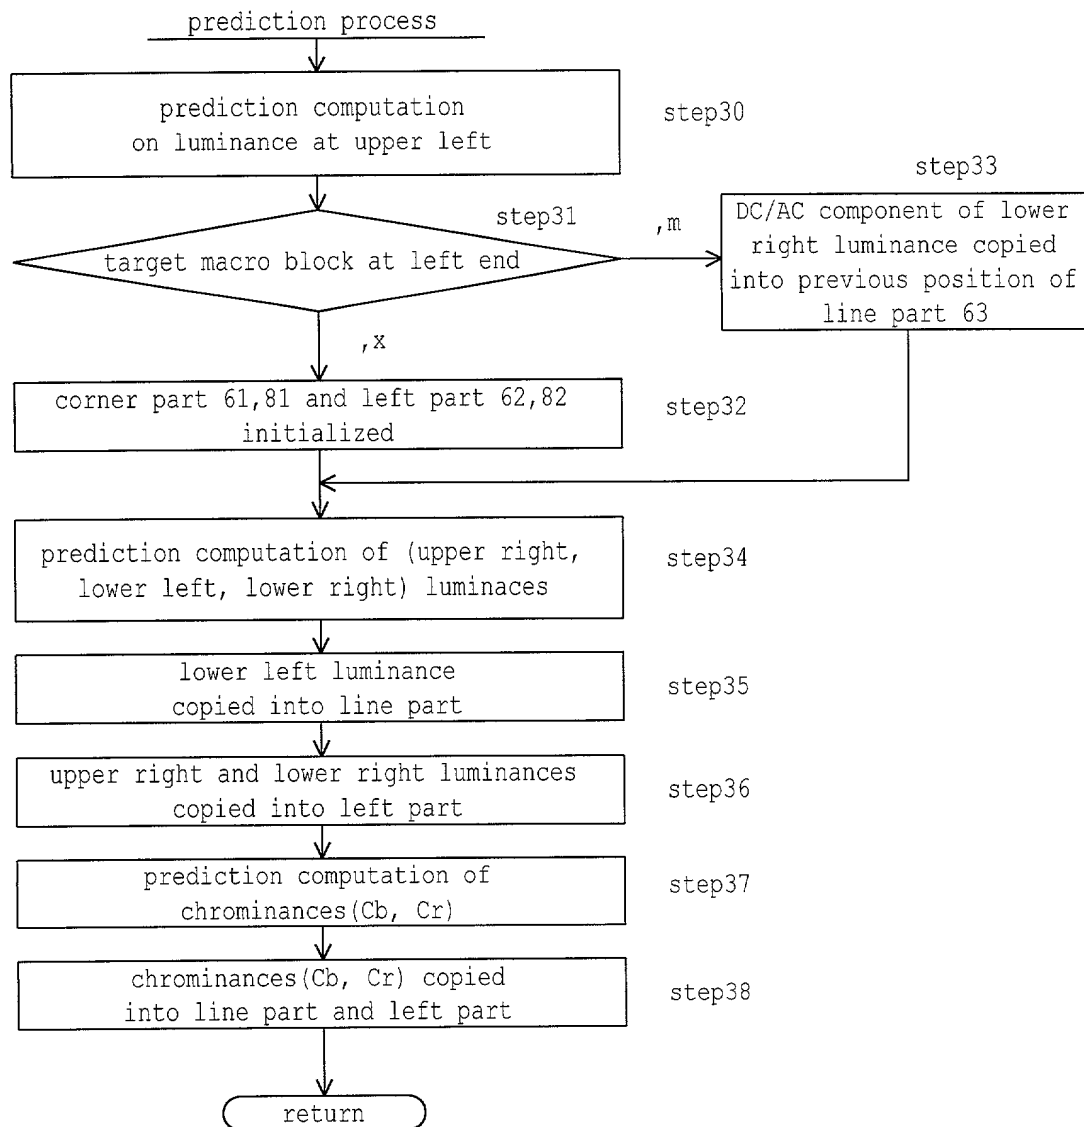 prediction process
prediction computation
on luminance at upper left
step30
step33
step31
target macro block at left end
,m
DC/AC component of lower
right luminance copied
into previous position of
line part 63
,x
corner part 61,81 and left part 62,82
initialized
step32
prediction computation of (upper right,
lower left, lower right) luminaces
step34
lower left luminance
copied into line part
step35
upper right and lower right luminances
copied into left part
step36
prediction computation of
chrominances(Cb, Cr)
step37
chrominances(Cb, Cr) copied
into line part and left part
step38
return